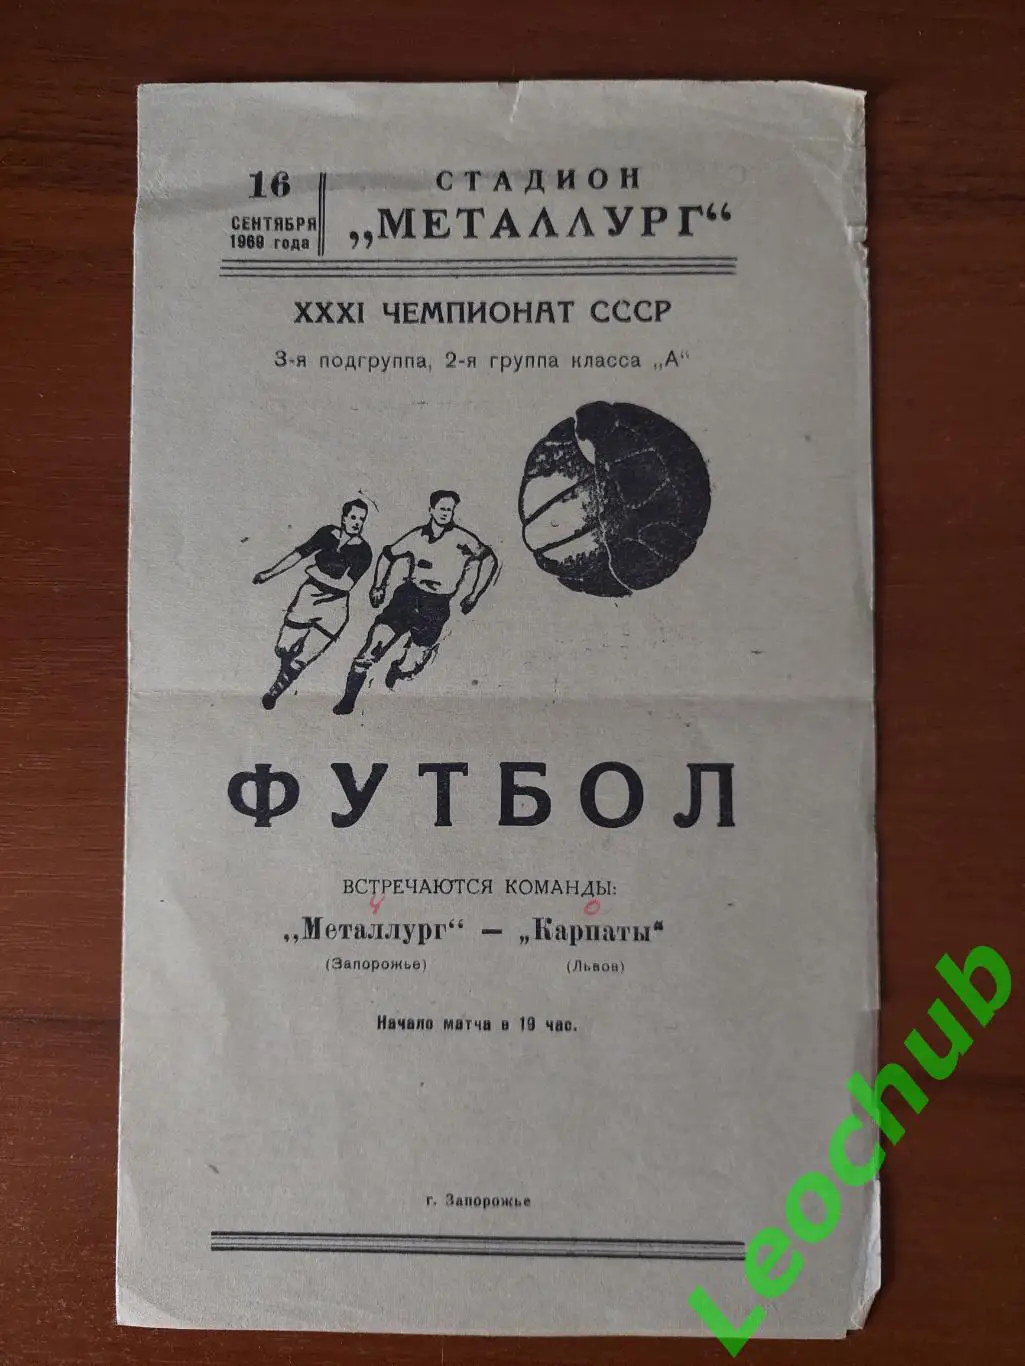 16
СЕНТЯБРЯ
1969 года
СТАДИОН
„МЕТАЛЛУРГ“
XXXI ЧЕМПИОНАТ СССР
3-я подгруппа, 2-я группа класса „А“
ФУТБОЛ
ВСТРЕЧАЮТСЯ КОМАНДЫ:
4 0
„Металлург“ — „Карпаты“
(Запорожье) (Львов)
Начало матча в 19 час.
г. Запорожье
Leochub